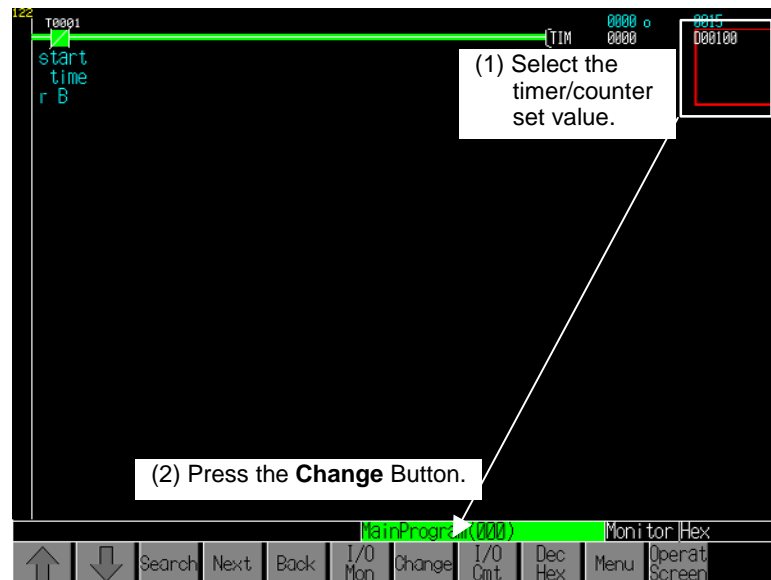 122
T0001
0000 o 0015
[TIM 0000 D00100
start
time
r B
(1) Select the
timer/counter
set value.
(2) Press the Change Button.
MainProgram(000) Monitor Hex
Search Next Back I/O Mon Change I/O Cmt Dec Hex Menu Operat Screen